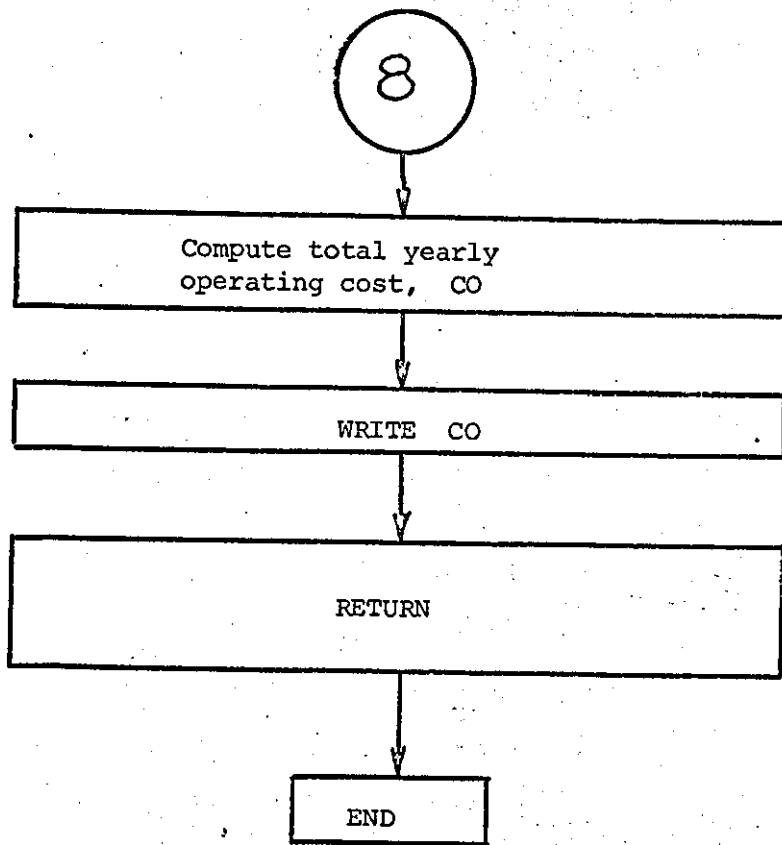 8
Compute total yearly
operating cost, CO
WRITE CO
RETURN
END